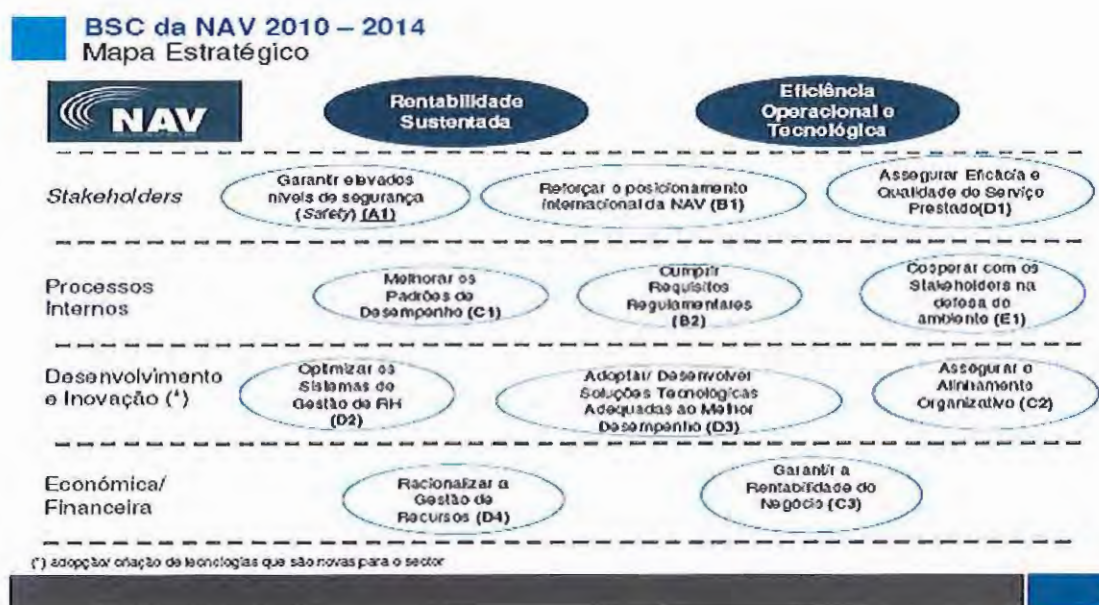 BSC da NAV 2010 – 2014
Mapa Estratégico
NAV
Rentabilidade
Sustentada
Eficiência
Operacional e
Tecnológica
Stakeholders
Garantir elevados
níveis de segurança
(Safety) (A1)
Reforçar o posicionamento
internacional da NAV (B1)
Assegurar Eficácia e
Qualidade do Serviço
Prestado(D1)
Processos
Internos
Melhorar os
Padrões de
Desempenho (C1)
Cumprir
Requisitos
Regulamentares
(B2)
Cooperar com os
Stakeholders na
defesa do
ambiente (E1)
Desenvolvimento
e Inovação (*)
Optimizar os
Sistemas de
Gestão de RH
(D2)
Adoptar/ Desenvolver
Soluções Tecnológicas
Adequadas ao Melhor
Desempenho (D3)
Assegurar o
Alinhamento
Organizativo (C2)
Económica/
Financeira
Racionalizar a
Gestão de
Recursos (D4)
Garantir a
Rentabilidade do
Negócio (C3)
(*) adopção/ criação de tecnologias que são novas para o sector